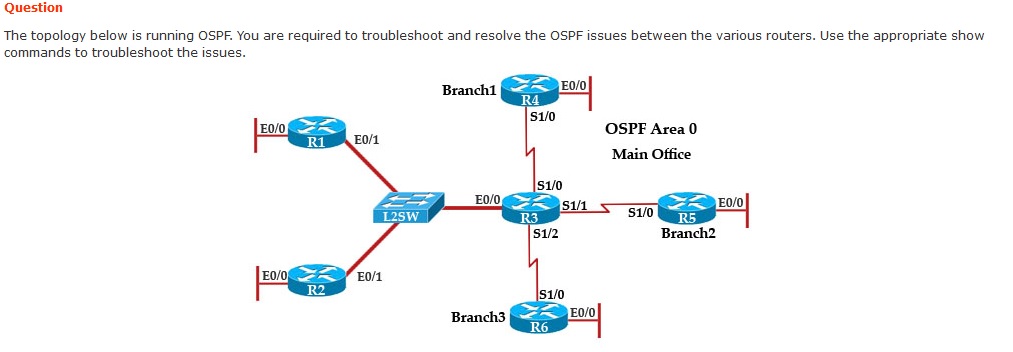 Question
The topology below is running OSPF. You are required to troubleshoot and resolve the OSPF issues between the various routers. Use the appropriate show
commands to troubleshoot the issues.
Branch1
R4
E0/0
S1/0
OSPF Area 0
Main Office
E0/0
R1
E0/1
L2SW
E0/0
S1/0
R3
S1/1
S1/2
S1/0
R5
E0/0
Branch2
E0/0
R2
E0/1
S1/0
Branch3
R6
E0/0